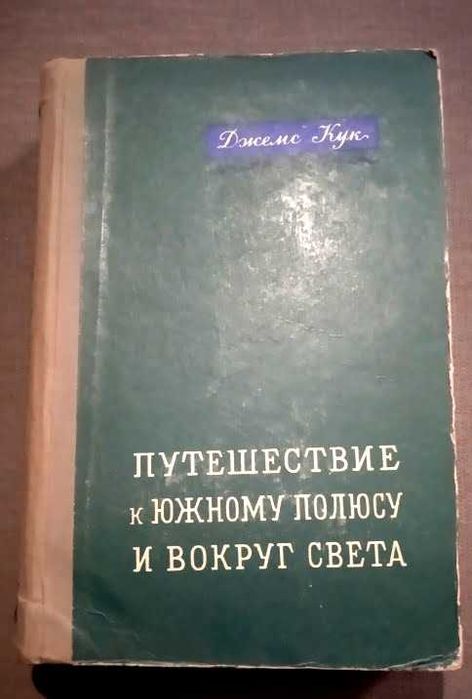 Джемс Кук
ПУТЕШЕСТВИЕ
К ЮЖНОМУ ПОЛЮСУ
И ВОКРУГ СВЕТА